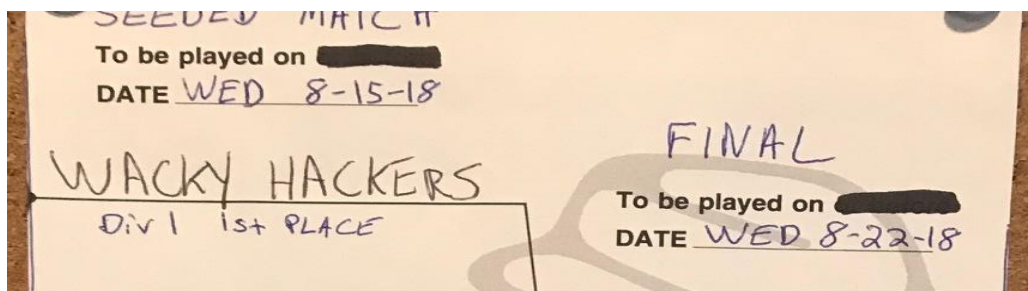 SEEDED MATCH
To be played on
DATE WED 8-15-18
WACKY HACKERS
Div 1 1st PLACE
FINAL
To be played on
DATE WED 8-22-18